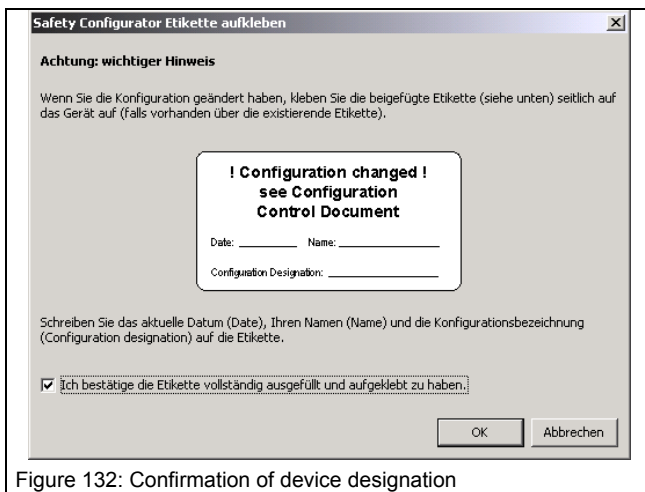 Safety Configurator Etikette aufkleben
Achtung: wichtiger Hinweis
Wenn Sie die Konfiguration geändert haben, kleben Sie die beigefügte Etikette (siehe unten) seitlich auf
das Gerät auf (falls vorhanden über die existierende Etikette).
! Configuration changed !
see Configuration
Control Document
Date: __________ Name: __________________
Configuration Designation: ____________________
Schreiben Sie das aktuelle Datum (Date), Ihren Namen (Name) und die Konfigurationsbezeichnung
(Configuration designation) auf die Etikette.
Ich bestätige die Etikette vollständig ausgefüllt und aufgeklebt zu haben.
OK Abbrechen
Figure 132: Confirmation of device designation